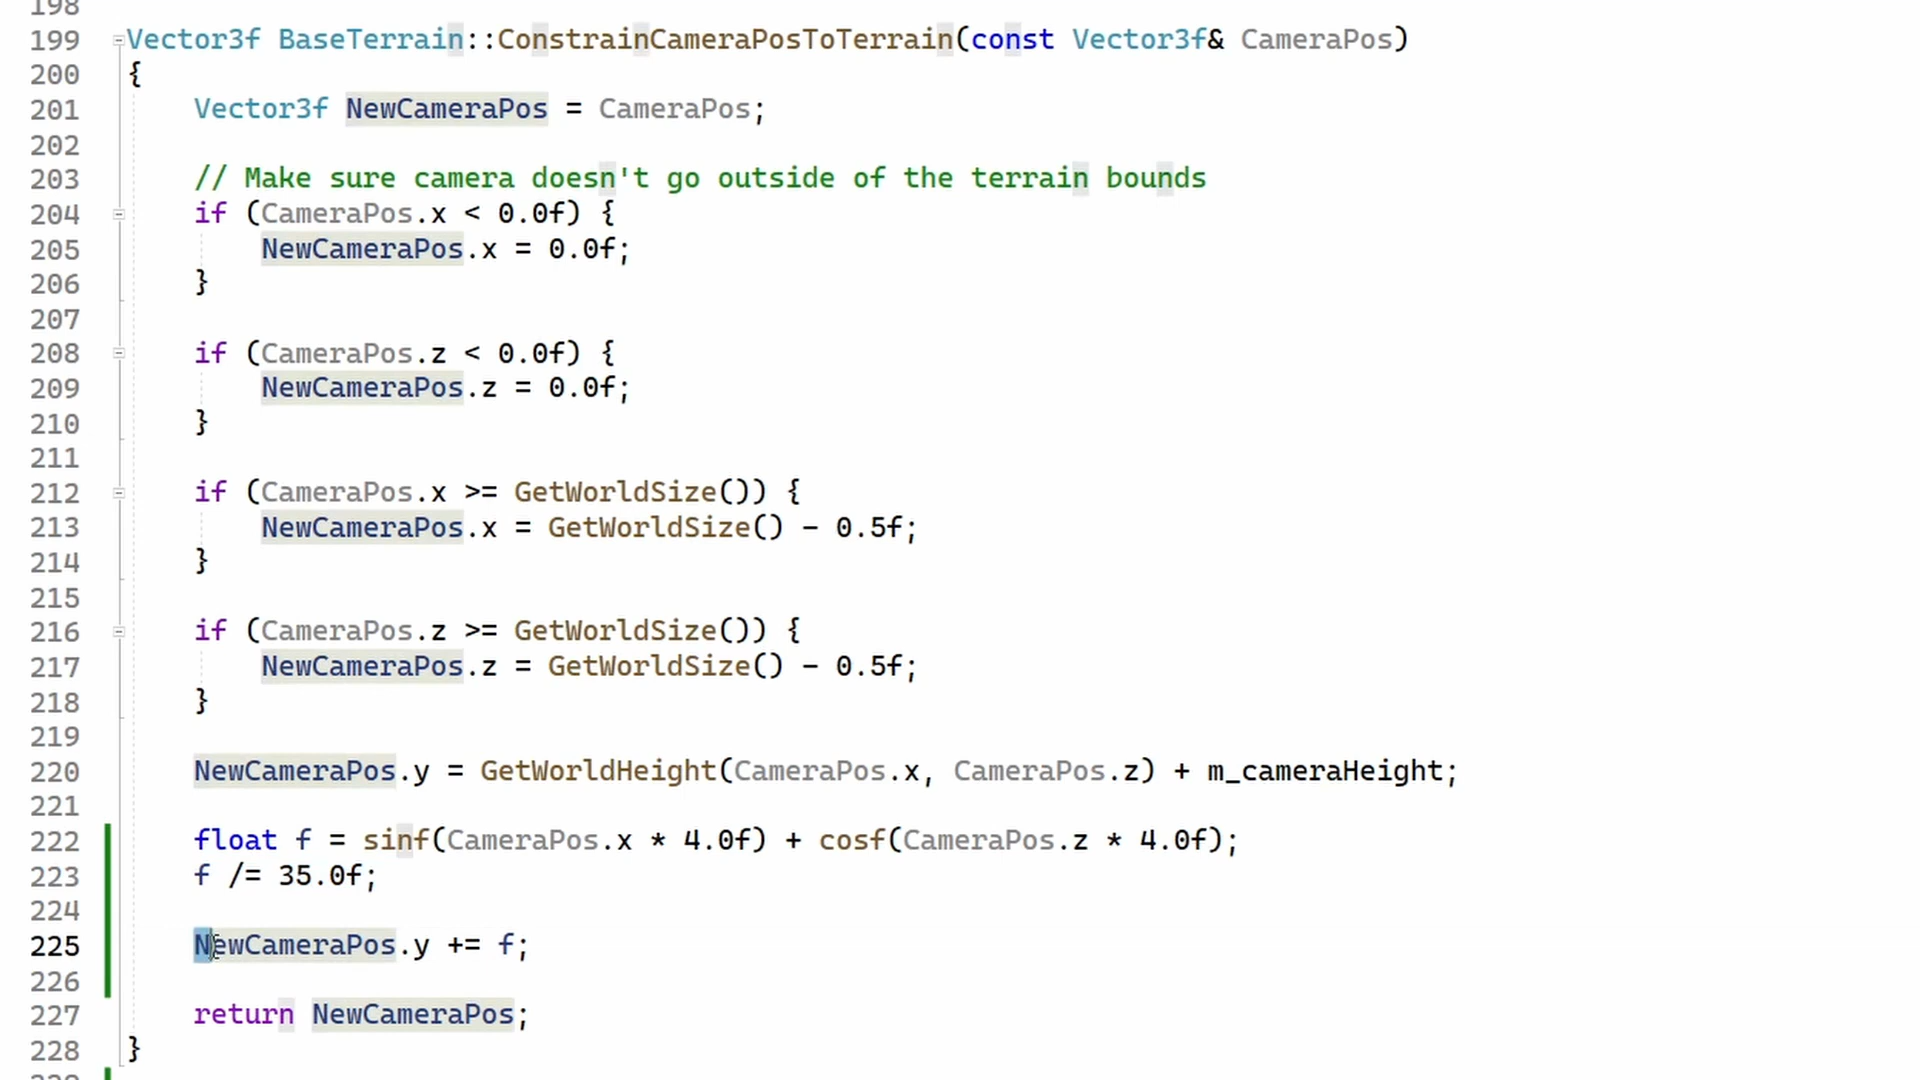 198
199 Vector3f BaseTerrain::ConstrainCameraPosToTerrain(const Vector3f& CameraPos)
200 {
201     Vector3f NewCameraPos = CameraPos;
202
203     // Make sure camera doesn't go outside of the terrain bounds
204     if (CameraPos.x < 0.0f) {
205         NewCameraPos.x = 0.0f;
206     }
207
208     if (CameraPos.z < 0.0f) {
209         NewCameraPos.z = 0.0f;
210     }
211
212     if (CameraPos.x >= GetWorldSize()) {
213         NewCameraPos.x = GetWorldSize() - 0.5f;
214     }
215
216     if (CameraPos.z >= GetWorldSize()) {
217         NewCameraPos.z = GetWorldSize() - 0.5f;
218     }
219
220     NewCameraPos.y = GetWorldHeight(CameraPos.x, CameraPos.z) + m_cameraHeight;
221
222     float f = sinf(CameraPos.x * 4.0f) + cosf(CameraPos.z * 4.0f);
223     f /= 35.0f;
224
225     NewCameraPos.y += f;
226
227     return NewCameraPos;
228 }